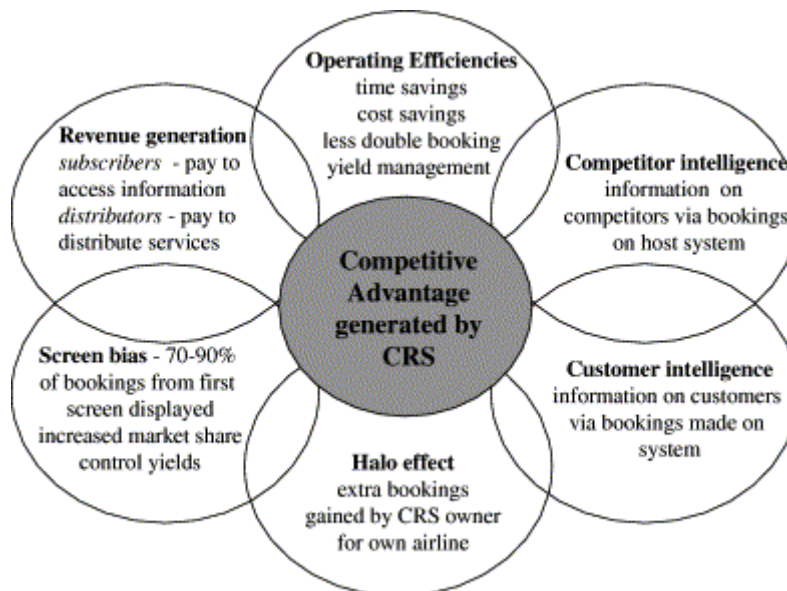 Operating Efficiencies
time savings
cost savings
less double booking
yield management
Revenue generation
subscribers - pay to
access information
distributors - pay to
distribute services
Competitor intelligence
information on
competitors via bookings
on host system
Competitive
Advantage
generated by
CRS
Screen bias - 70-90%
of bookings from first
screen displayed
increased market share
control yields
Customer intelligence
information on customers
via bookings made on
system
Halo effect
extra bookings
gained by CRS owner
for own airline